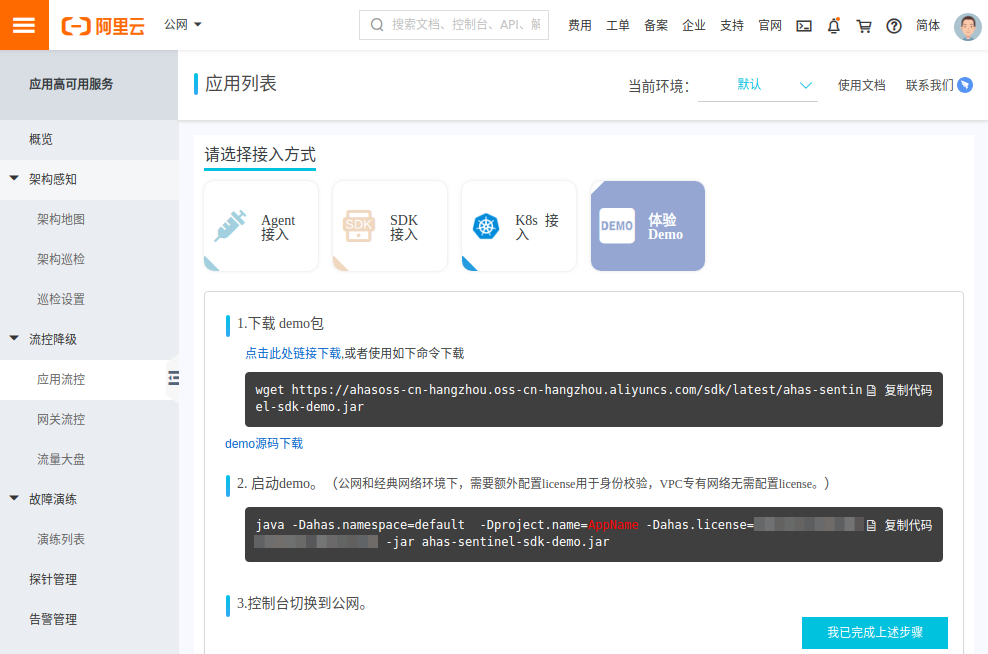 阿里云
公网
搜索文档、控制台、API、解
费用 工单 备案 企业 支持 官网 简体
应用高可用服务
概览
架构感知
架构地图
架构巡检
巡检设置
流控降级
应用流控
网关流控
流量大盘
故障演练
演练列表
探针管理
告警管理
应用列表
当前环境：
默认
使用文档
联系我们
请选择接入方式
Agent
接入
SDK
SDK
接入
K8s 接
入
DEMO
体验
Demo
1.下载 demo包
点击此处链接下载,或者使用如下命令下载
wget https://ahasoss-cn-hangzhou.oss-cn-hangzhou.aliyuncs.com/sdk/latest/ahas-sentin
el-sdk-demo.jar
复制代码
demo源码下载
2. 启动demo。（公网和经典网络环境下，需要额外配置license用于身份校验，VPC专有网络无需配置license。）
java -Dahas.namespace=default -Dproject.name=AppName -Dahas.license=
-jar ahas-sentinel-sdk-demo.jar
复制代码
3.控制台切换到公网。
我已完成上述步骤